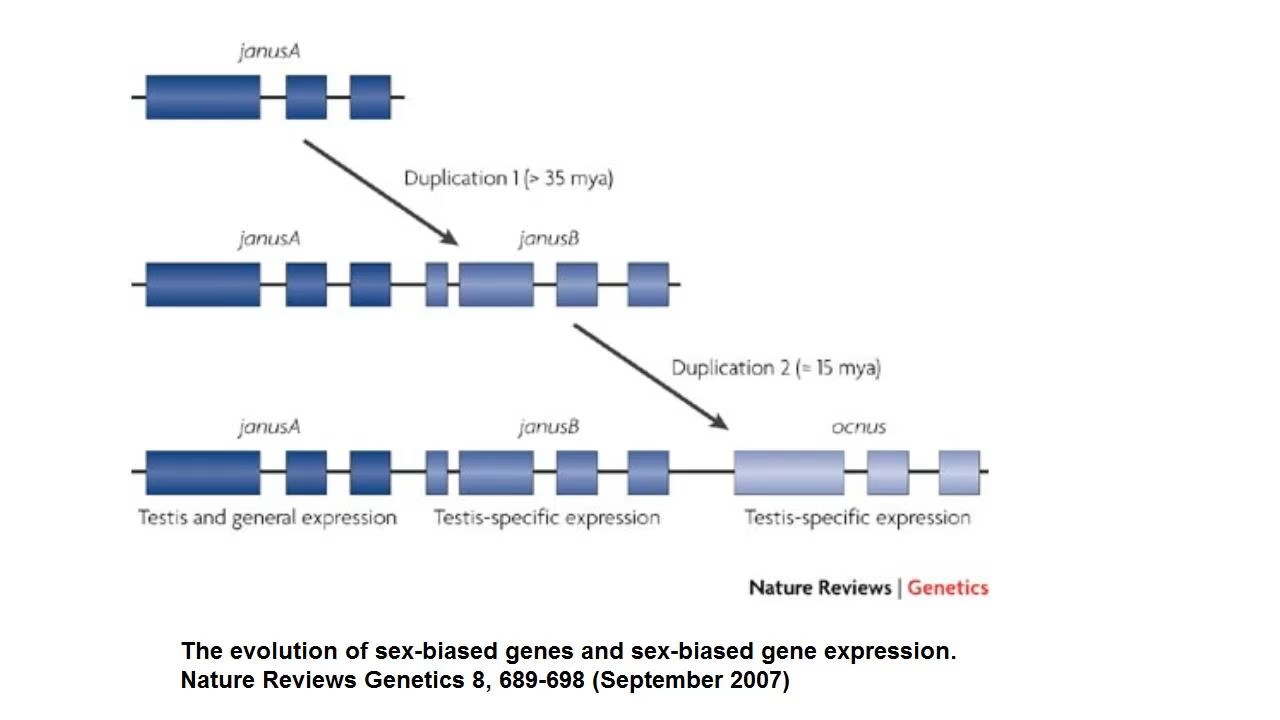 janusA
Duplication 1 (> 35 mya)
janusA janusB
Duplication 2 (≈ 15 mya)
janusA janusB ocnus
Testis and general expression Testis-specific expression Testis-specific expression
Nature Reviews | Genetics
The evolution of sex-biased genes and sex-biased gene expression.
Nature Reviews Genetics 8, 689-698 (September 2007)